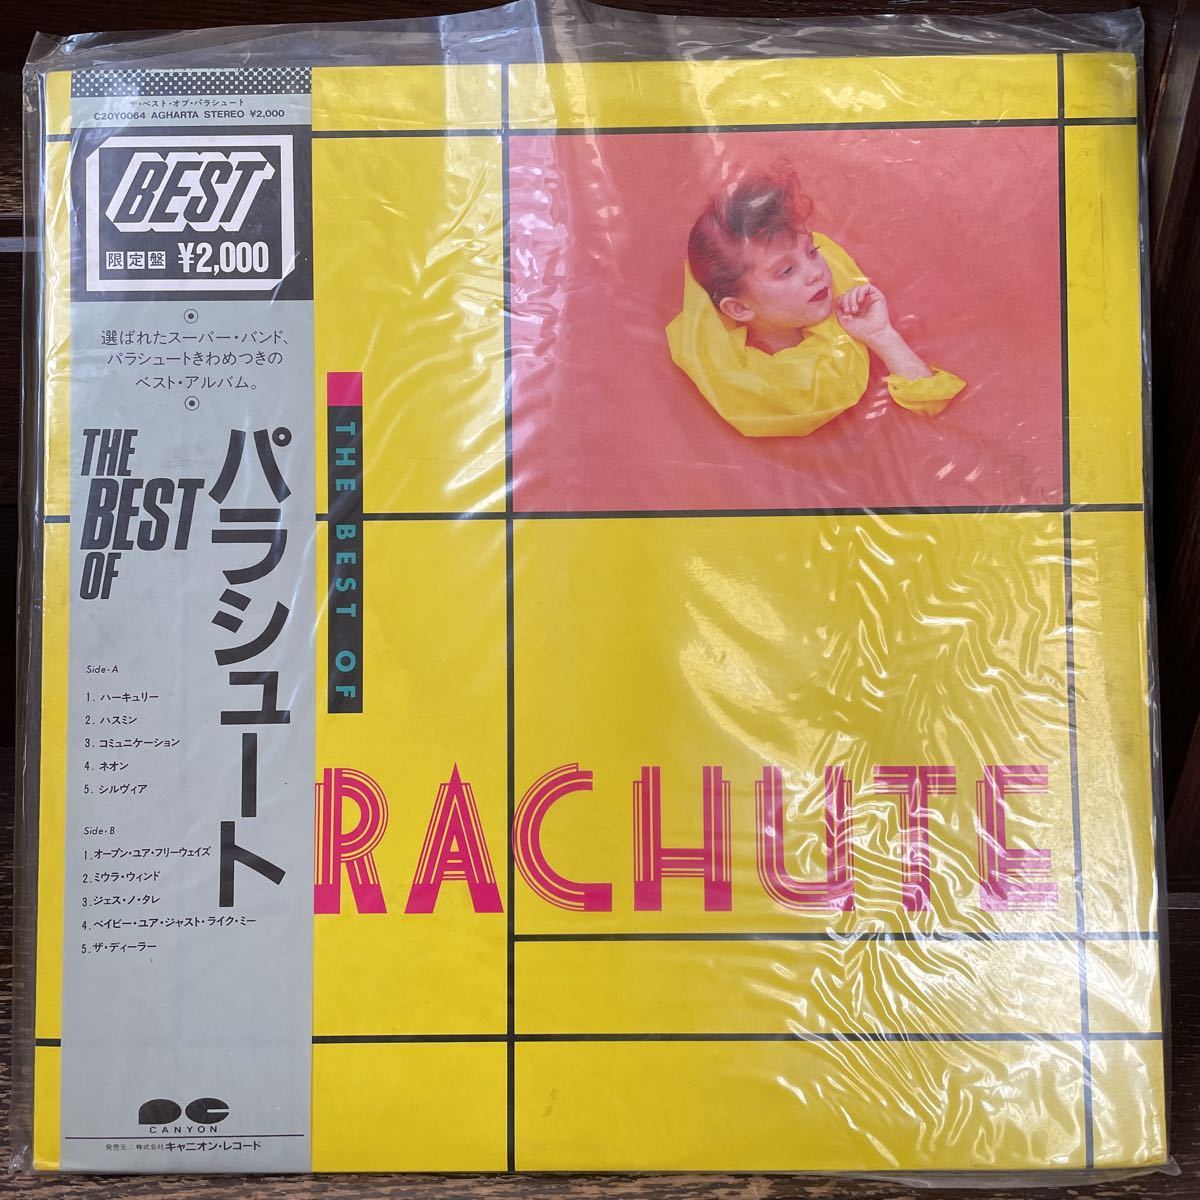 ザ・ベスト・オブ・パラシュート
C20Y0064 AGHARTA STEREO ¥2,000
BEST
限定盤 ¥2,000
選ばれたスーパー・バンド、
パラシュートきわめつきの
ベスト・アルバム。
THE
BEST
OF
パラシュート
Side・A
1. ハーキュリー
2. ハスミン
3. コミュニケーション
4. ネオン
5. シルヴィア
Side・B
1.オープン・ユア・フリーウェイズ
2.ミウラ・ウィンド
3.ジェス・ノ・タレ
4.ベイビー・ユア・ジャスト・ライク・ミー
5.ザ・ディーラー
CANYON
発売元：株式会社キャニオン・レコード
THE BEST OF
RACHUTE